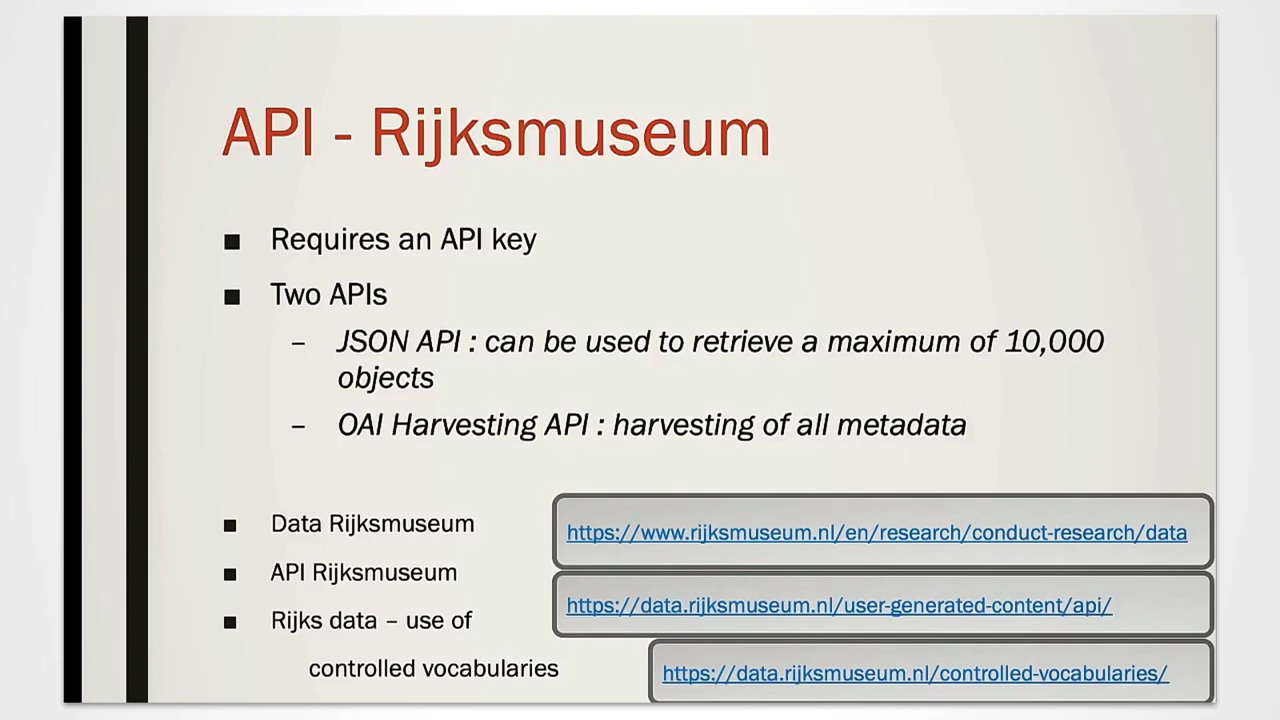 API - Rijksmuseum
■ Requires an API key
■ Two APIs
– JSON API : can be used to retrieve a maximum of 10,000
objects
– OAI Harvesting API : harvesting of all metadata
■ Data Rijksmuseum
https://www.rijksmuseum.nl/en/research/conduct-research/data
■ API Rijksmuseum
https://data.rijksmuseum.nl/user-generated-content/api/
■ Rijks data – use of
controlled vocabularies
https://data.rijksmuseum.nl/controlled-vocabularies/